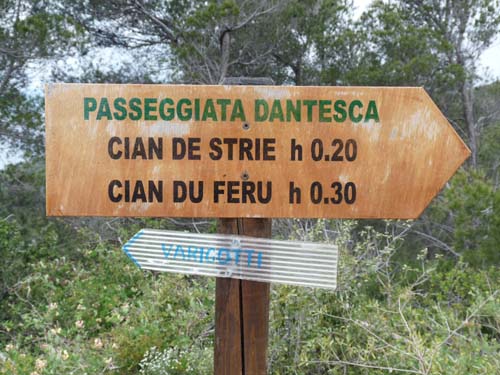 PASSEGGIATA DANTESCA
CIAN DE STRIE h 0.20
CIAN DU FERU h 0.30
VARIGOTTI